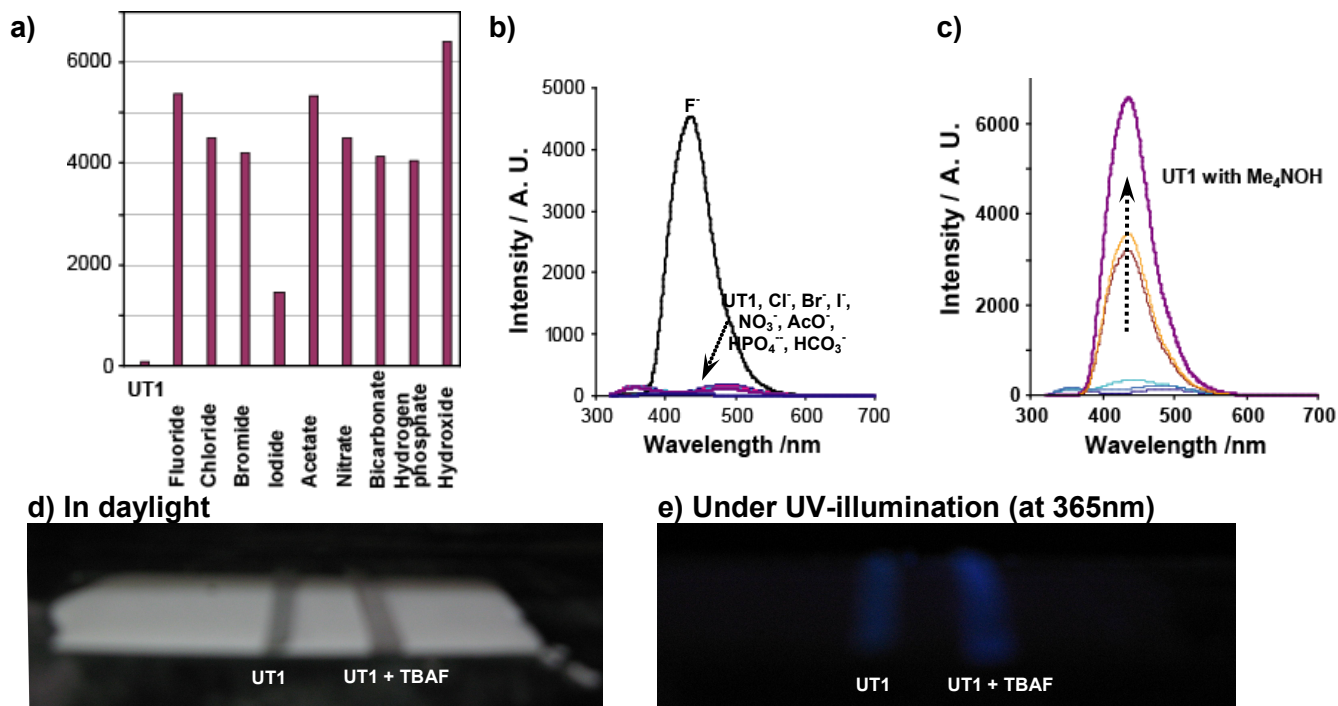 a)
6000
4000
2000
0
UT1
Fluoride
Chloride
Bromide
Iodide
Acetate
Nitrate
Bicarbonate
Hydrogen
phosphate
Hydroxide
b)
Intensity / A. U.
5000
4000
3000
2000
1000
0
F⁻
UT1, Cl⁻, Br⁻, I⁻,
NO₃⁻, AcO⁻,
HPO₄⁻⁻, HCO₃⁻
300 400 500 600 700
Wavelength /nm
c)
Intensity / A. U.
6000
4000
2000
0
UT1 with Me₄NOH
300 400 500 600 700
Wavelength /nm
d) In daylight
UT1
UT1 + TBAF
e) Under UV-illumination (at 365nm)
UT1
UT1 + TBAF